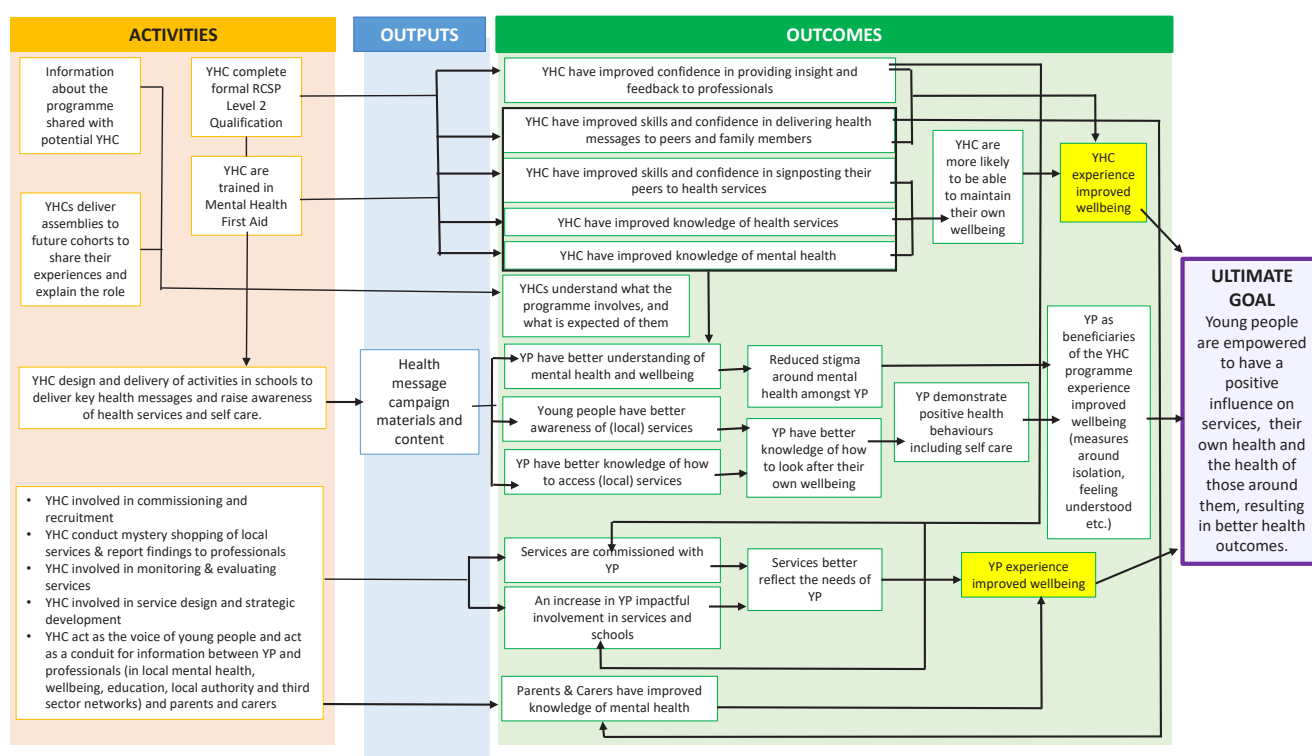 ACTIVITIES
OUTPUTS
OUTCOMES
Information
about the
programme
shared with
potential YHC
YHC complete
formal RCSP
Level 2
Qualification
YHC are
trained in
Mental Health
First Aid
YHCs deliver
assemblies to
future cohorts to
share their
experiences and
explain the role
YHC design and delivery of activities in schools to
deliver key health messages and raise awareness
of health services and self care.
• YHC involved in commissioning and
recruitment
• YHC conduct mystery shopping of local
services & report findings to professionals
• YHC involved in monitoring & evaluating
services
• YHC involved in service design and strategic
development
• YHC act as the voice of young people and act
as a conduit for information between YP and
professionals (in local mental health,
wellbeing, education, local authority and third
sector networks) and parents and carers
Health
message
campaign
materials and
content
YHC have improved confidence in providing insight and
feedback to professionals
YHC have improved skills and confidence in delivering health
messages to peers and family members
YHC have improved skills and confidence in signposting their
peers to health services
YHC have improved knowledge of health services
YHC have improved knowledge of mental health
YHCs understand what the
programme involves, and
what is expected of them
YP have better understanding of
mental health and wellbeing
Young people have better
awareness of (local) services
YP have better knowledge of how
to access (local) services
Services are commissioned with
YP
An increase in YP impactful
involvement in services and
schools
Parents & Carers have improved
knowledge of mental health
Reduced stigma
around mental
health amongst YP
YP have better
knowledge of how
to look after their
own wellbeing
Services better
reflect the needs of
YP
YHC are
more likely
to be able
to maintain
their own
wellbeing
YP demonstrate
positive health
behaviours
including self care
YHC
experience
improved
wellbeing
YP as
beneficiaries
of the YHC
programme
experience
improved
wellbeing
(measures
around
isolation,
feeling
understood
etc.)
YP experience
improved wellbeing
ULTIMATE
GOAL
Young people
are empowered
to have a
positive
influence on
services, their
own health and
the health of
those around
them, resulting
in better health
outcomes.